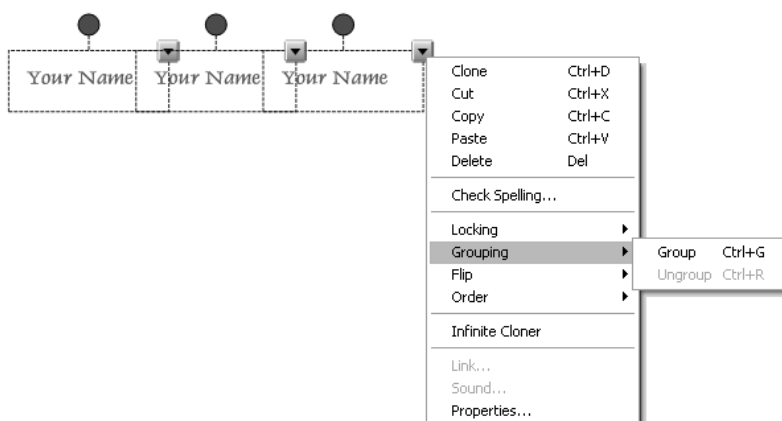 Your Name Your Name Your Name
Clone Ctrl+D
Cut Ctrl+X
Copy Ctrl+C
Paste Ctrl+V
Delete Del
Check Spelling...
Locking
Grouping
Group Ctrl+G
Ungroup Ctrl+R
Flip
Order
Infinite Cloner
Link...
Sound...
Properties...